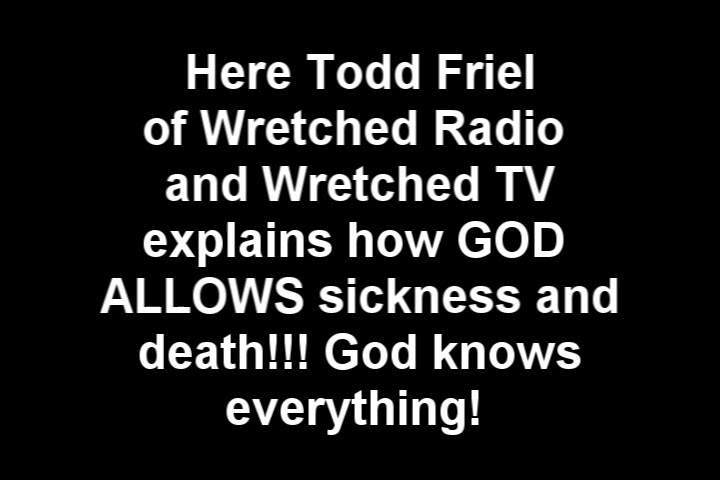 Here Todd Friel
of Wretched Radio
and Wretched TV
explains how GOD
ALLOWS sickness and
death!!! God knows
everything!